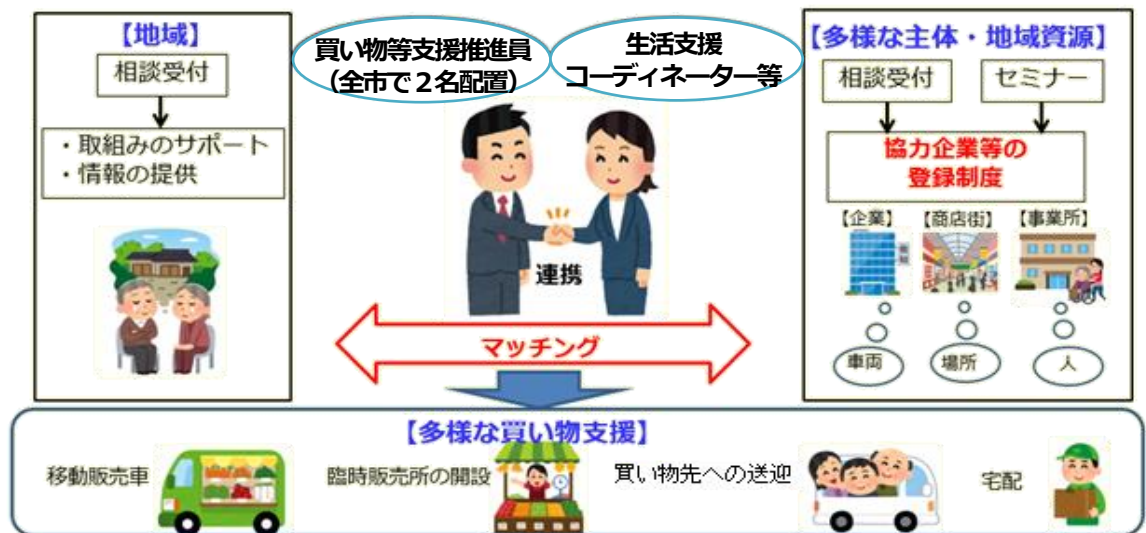 【地域】
相談受付
・取組みのサポート
・情報の提供
買い物等支援推進員
（全市で２名配置）
生活支援
コーディネーター等
連携
マッチング
【多様な主体・地域資源】
相談受付
セミナー
協力企業等の
登録制度
【企業】
【商店街】
【事業所】
車両
場所
人
【多様な買い物支援】
移動販売車
臨時販売所の開設
買い物先への送迎
宅配